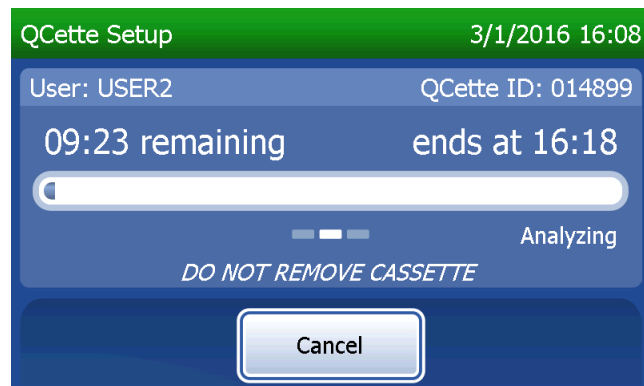 QCette Setup 3/1/2016 16:08
User: USER2 QCette ID: 014899
09:23 remaining ends at 16:18
Analyzing
DO NOT REMOVE CASSETTE
Cancel